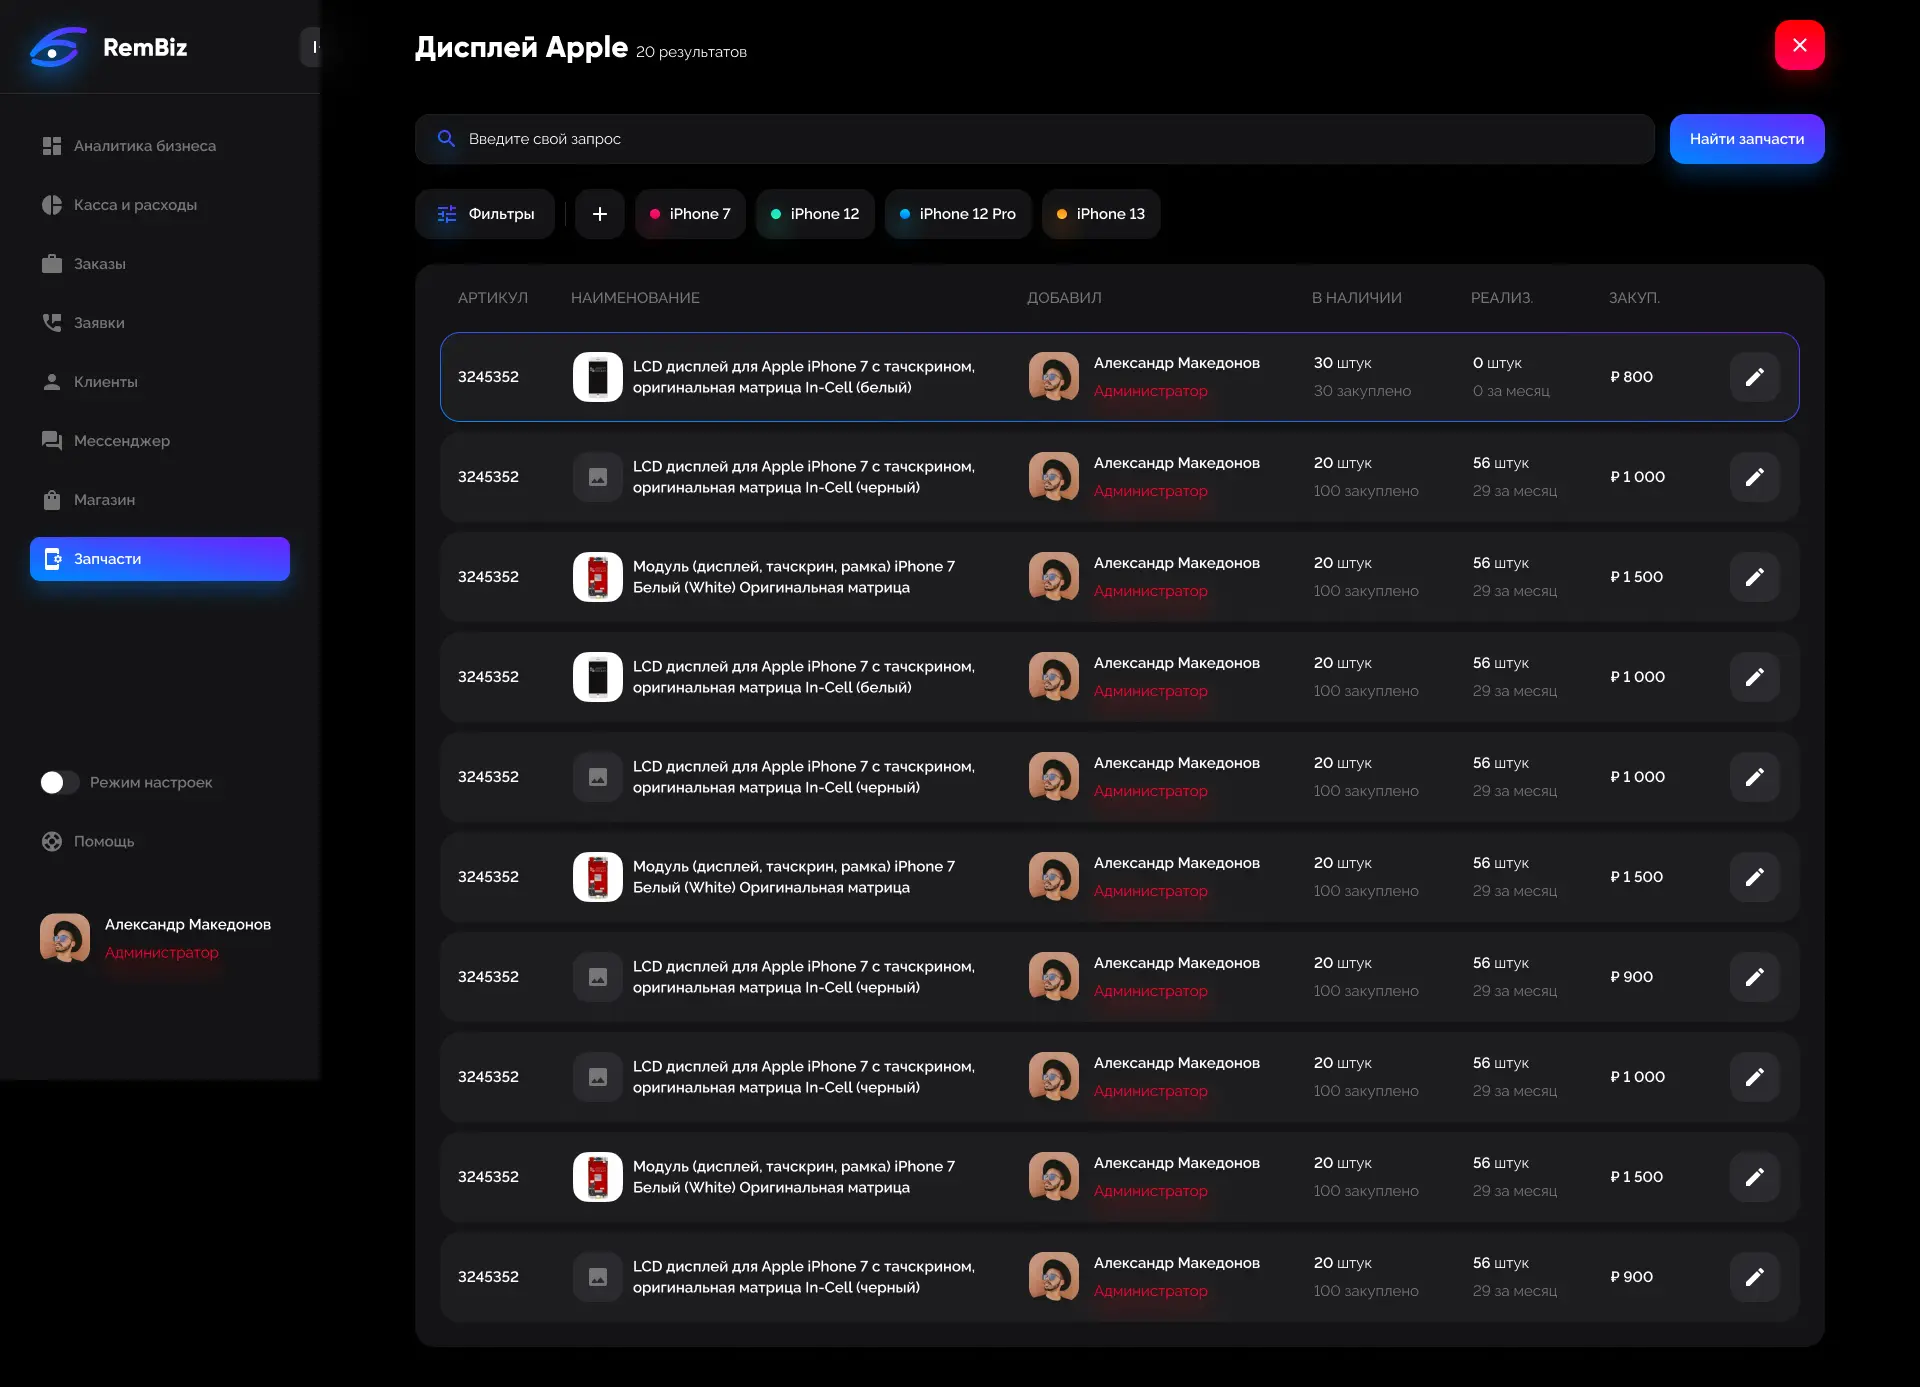 RemBiz
Аналитика бизнеса
Касса и расходы
Заказы
Заявки
Клиенты
Мессенджер
Магазин
Запчасти
Режим настроек
Помощь
Александр Македонов
Администратор
Дисплей Apple 20 результатов
Введите свой запрос
Найти запчасти
Фильтры
iPhone 7
iPhone 12
iPhone 12 Pro
iPhone 13
АРТИКУЛ НАИМЕНОВАНИЕ ДОБАВИЛ В НАЛИЧИИ РЕАЛИЗ. ЗАКУП.
3245352
LCD дисплей для Apple iPhone 7 с тачскрином,
оригинальная матрица In-Cell (белый)
Александр Македонов
Администратор
30 штук
30 закуплено
0 штук
0 за месяц
₽ 800
3245352
LCD дисплей для Apple iPhone 7 с тачскрином,
оригинальная матрица In-Cell (черный)
Александр Македонов
Администратор
20 штук
100 закуплено
56 штук
29 за месяц
₽ 1 000
3245352
Модуль (дисплей, тачскрин, рамка) iPhone 7
Белый (White) Оригинальная матрица
Александр Македонов
Администратор
20 штук
100 закуплено
56 штук
29 за месяц
₽ 1 500
3245352
LCD дисплей для Apple iPhone 7 с тачскрином,
оригинальная матрица In-Cell (белый)
Александр Македонов
Администратор
20 штук
100 закуплено
56 штук
29 за месяц
₽ 1 000
3245352
LCD дисплей для Apple iPhone 7 с тачскрином,
оригинальная матрица In-Cell (черный)
Александр Македонов
Администратор
20 штук
100 закуплено
56 штук
29 за месяц
₽ 1 000
3245352
Модуль (дисплей, тачскрин, рамка) iPhone 7
Белый (White) Оригинальная матрица
Александр Македонов
Администратор
20 штук
100 закуплено
56 штук
29 за месяц
₽ 1 500
3245352
LCD дисплей для Apple iPhone 7 с тачскрином,
оригинальная матрица In-Cell (черный)
Александр Македонов
Администратор
20 штук
100 закуплено
56 штук
29 за месяц
₽ 900
3245352
LCD дисплей для Apple iPhone 7 с тачскрином,
оригинальная матрица In-Cell (черный)
Александр Македонов
Администратор
20 штук
100 закуплено
56 штук
29 за месяц
₽ 1 000
3245352
Модуль (дисплей, тачскрин, рамка) iPhone 7
Белый (White) Оригинальная матрица
Александр Македонов
Администратор
20 штук
100 закуплено
56 штук
29 за месяц
₽ 1 500
3245352
LCD дисплей для Apple iPhone 7 с тачскрином,
оригинальная матрица In-Cell (черный)
Александр Македонов
Администратор
20 штук
100 закуплено
56 штук
29 за месяц
₽ 900